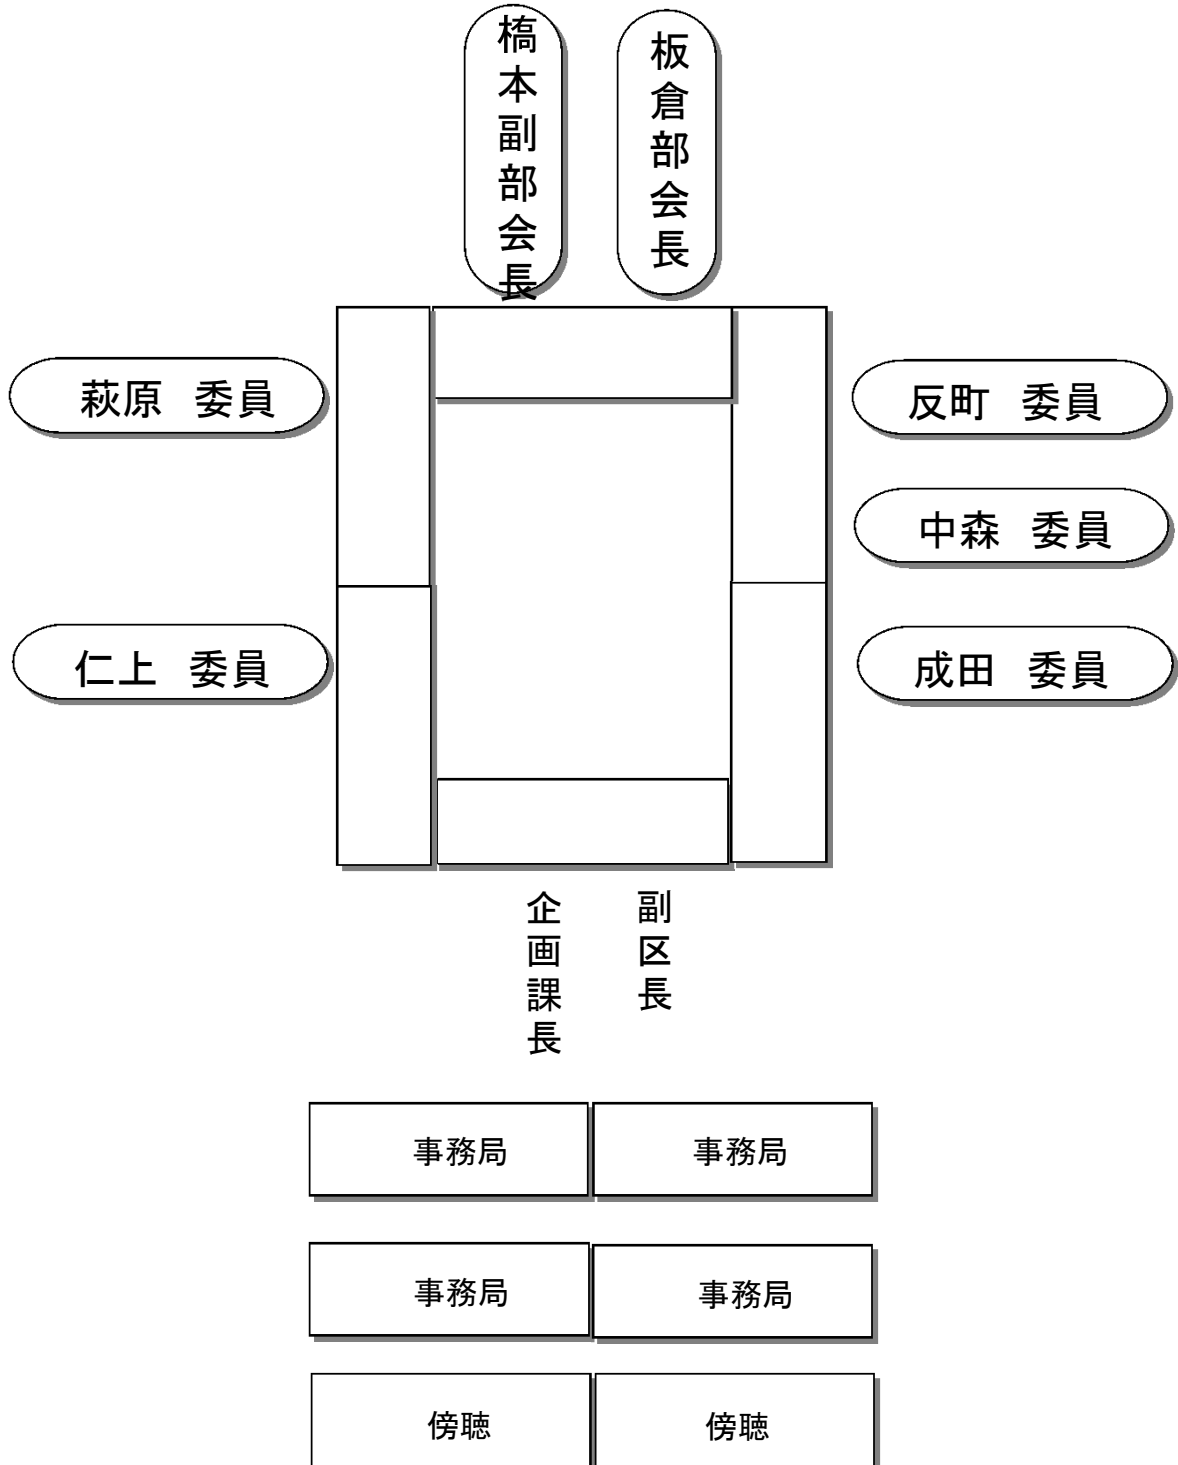 橋本副部会長
板倉部会長
萩原　委員
反町　委員
中森　委員
仁上　委員
成田　委員
企画課長
副区長
事務局
事務局
事務局
事務局
傍聴
傍聴